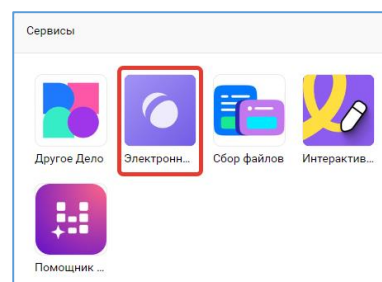 Сервисы
Другое Дело Электронн... Сбор файлов Интерактив...
Помощник ...